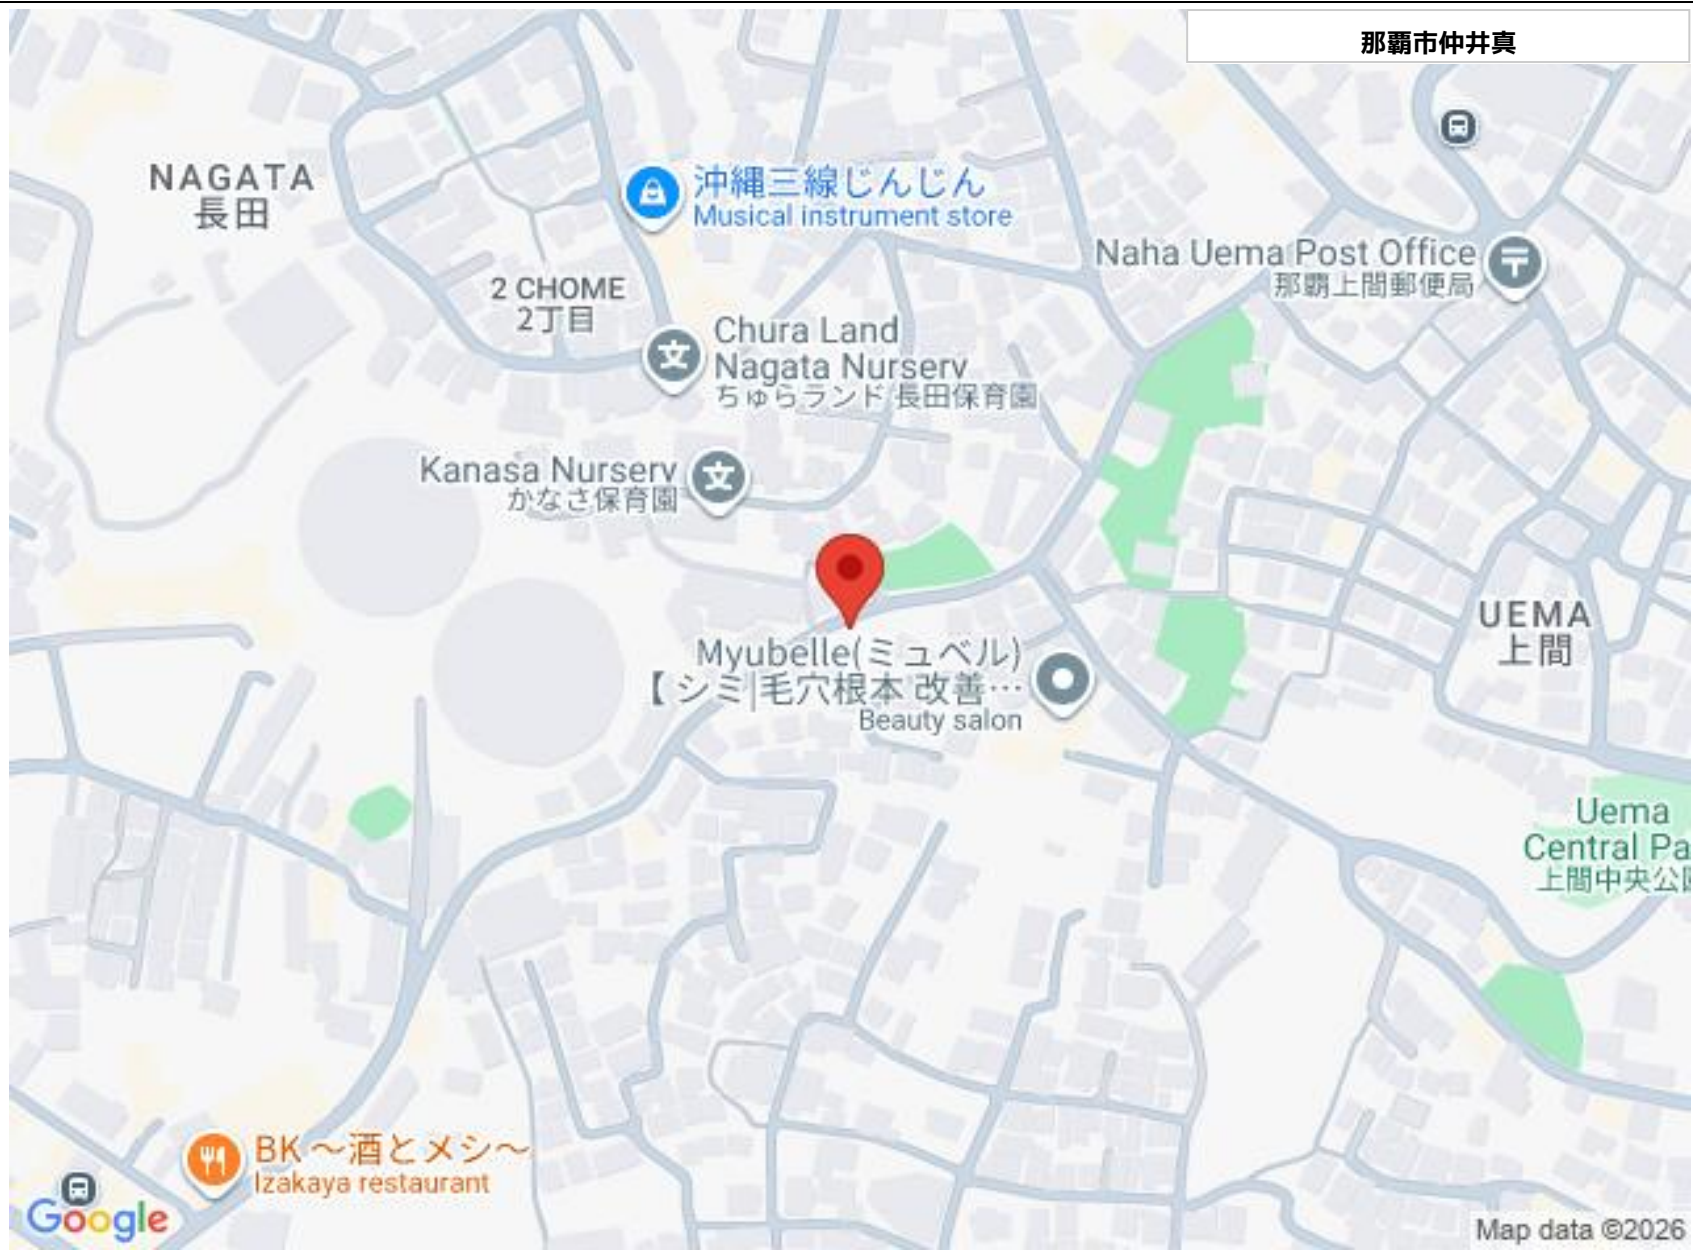 那覇市仲井真
NAGATA
長田
沖縄三線じんじん
Musical instrument store
Naha Uema Post Office
那覇上間郵便局
2 CHOME
2丁目
Chura Land
Nagata Nursery
ちゅらランド 長田保育園
Kanasa Nursery
かなさ保育園
UEMA
上間
Myubelle(ミュベル)
【 シミ|毛穴根本 改善…
Beauty salon
Uema
Central Pa
上間中央公園
BK ～酒とメシ～
Izakaya restaurant
Google
Map data ©2026